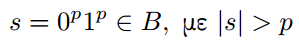 s = 0^p1^p ∈ B, με |s| > p